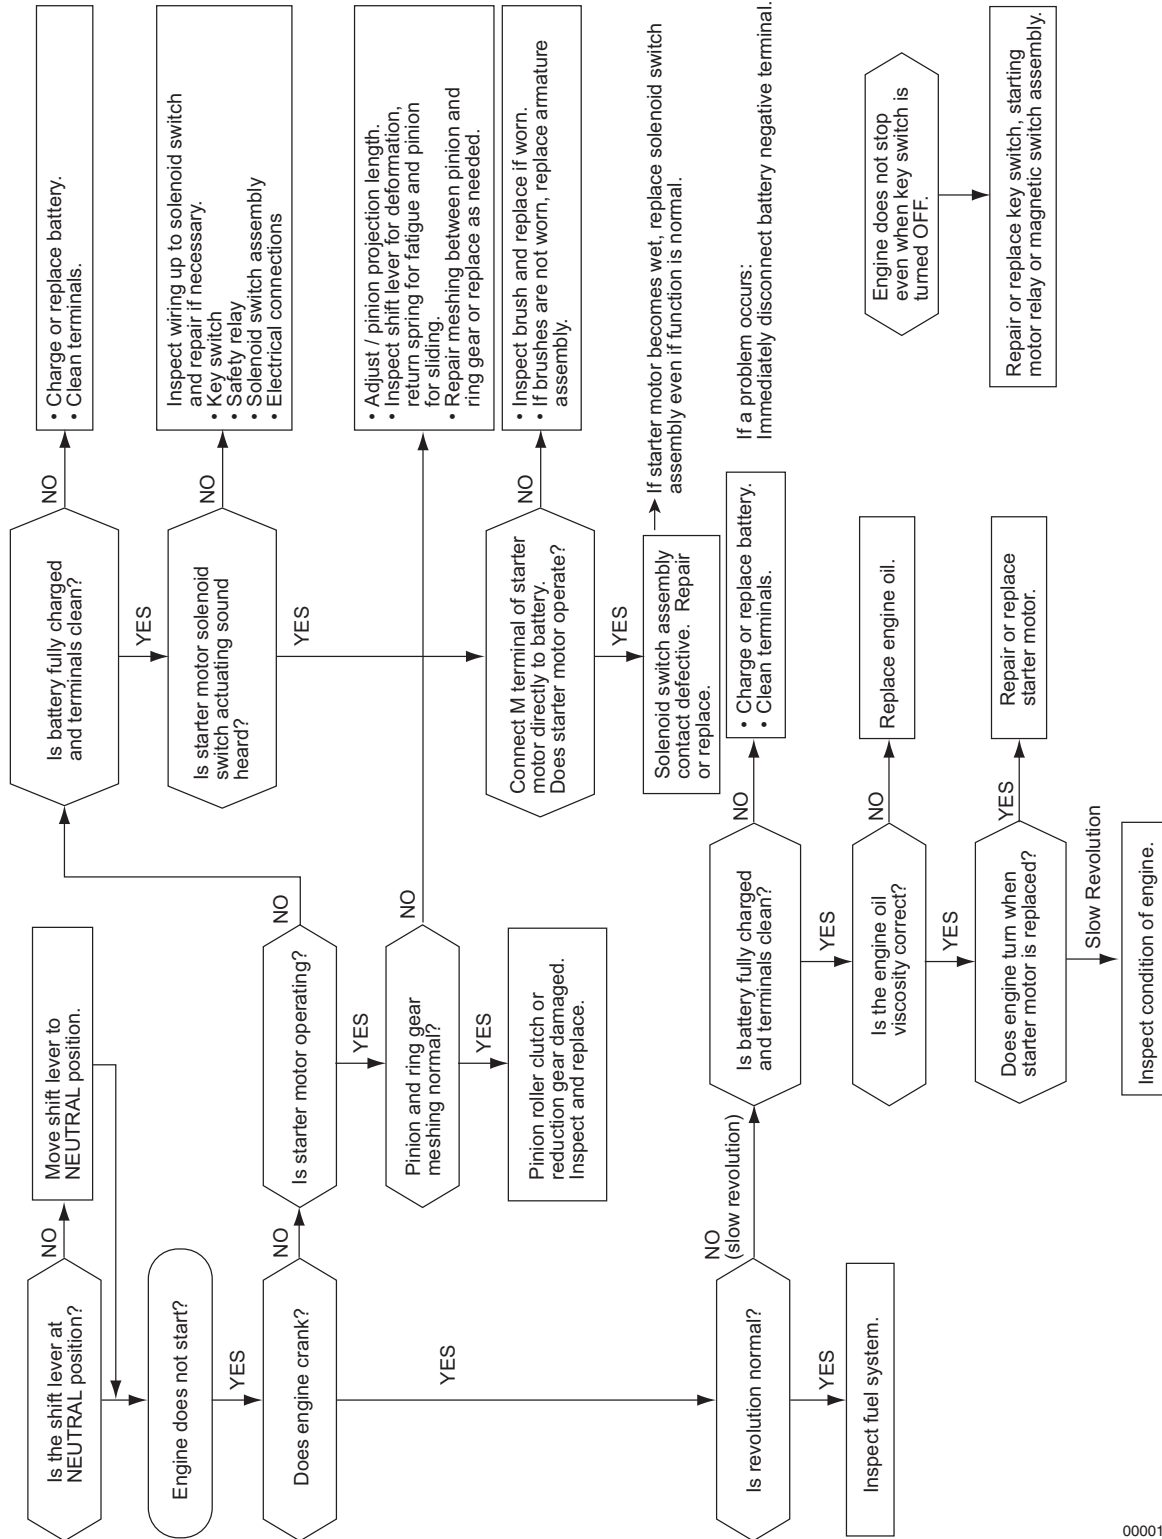 Is the shift lever at
NEUTRAL position?
NO
Move shift lever to
NEUTRAL position.
Engine does not start?
YES
Does engine crank?
NO
YES
Is starter motor operating?
NO
YES
Pinion and ring gear
meshing normal?
NO
YES
Pinion roller clutch or
reduction gear damaged.
Inspect and replace.
Is battery fully charged
and terminals clean?
NO
• Charge or replace battery.
• Clean terminals.
YES
Is starter motor solenoid
switch actuating sound
heard?
NO
Inspect wiring up to solenoid switch
and repair if necessary.
• Key switch
• Safety relay
• Solenoid switch assembly
• Electrical connections
YES
• Adjust / pinion projection length.
• Inspect shift lever for deformation,
return spring for fatigue and pinion
for sliding.
• Repair meshing between pinion and
ring gear or replace as needed.
Connect M terminal of starter
motor directly to battery.
Does starter motor operate?
NO
• Inspect brush and replace if worn.
• If brushes are not worn, replace armature
assembly.
YES
Solenoid switch assembly
contact defective. Repair
or replace.
If starter motor becomes wet, replace solenoid switch
assembly even if function is normal.
Is revolution normal?
NO
(slow revolution)
YES
Inspect fuel system.
Is battery fully charged
and terminals clean?
NO
• Charge or replace battery.
• Clean terminals.
YES
Is the engine oil
viscosity correct?
NO
Replace engine oil.
YES
Does engine turn when
starter motor is replaced?
YES
Repair or replace
starter motor.
Slow Revolution
Inspect condition of engine.
If a problem occurs:
Immediately disconnect battery negative terminal.
Engine does not stop
even when key switch is
turned OFF.
Repair or replace key switch, starting
motor relay or magnetic switch assembly.
00001